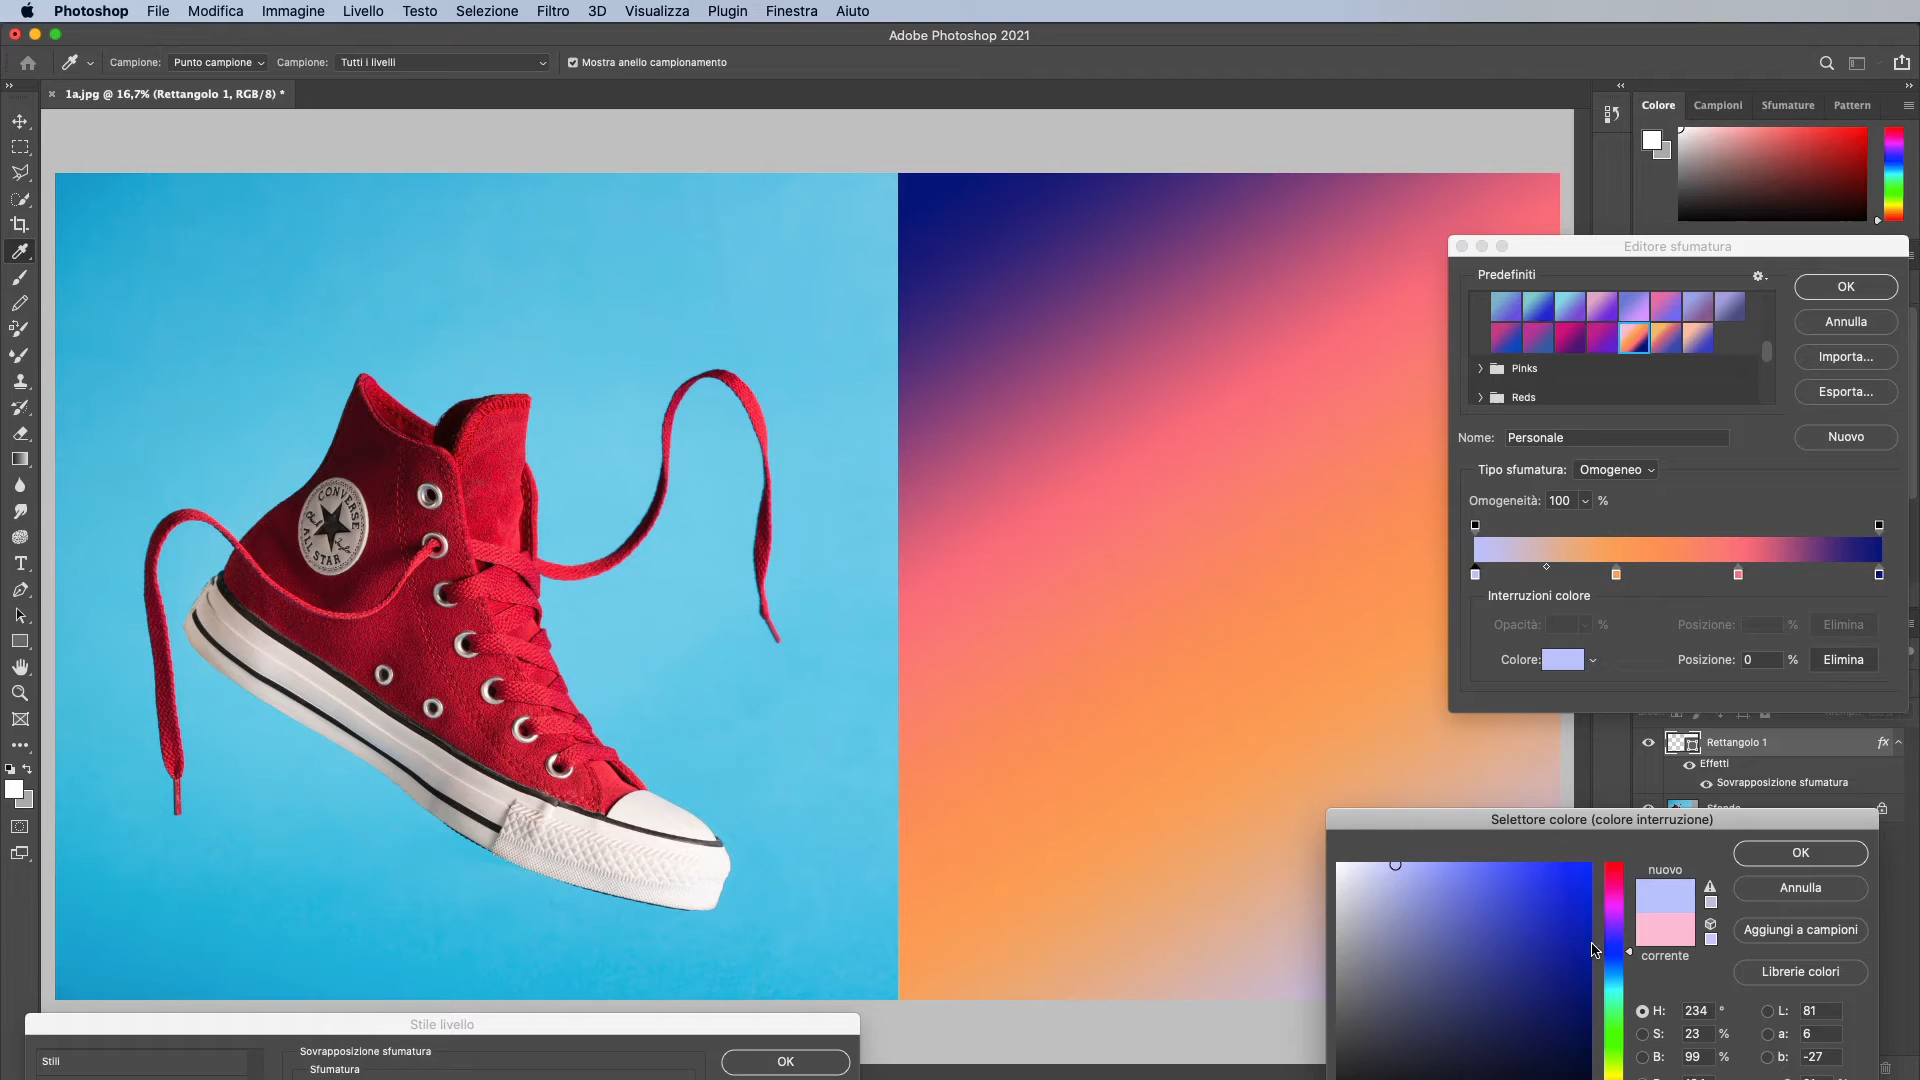 Photoshop File Modifica Immagine Livello Testo Selezione Filtro 3D Visualizza Plugin Finestra Aiuto
Adobe Photoshop 2021
Campione: Punto campione Campione: Tutti i livelli Mostra anello campionamento
1a.jpg @ 16,7% (Rettangolo 1, RGB/8) *
Colore Campioni Sfumature Pattern
Editore sfumatura
Predefiniti
OK
Annulla
Importa...
Esporta...
Pinks
Reds
Nome: Personale
Nuovo
Tipo sfumatura: Omogeneo
Omogeneità: 100 %
Interruzioni colore
Opacità: % Posizione: % Elimina
Colore: Posizione: 0 % Elimina
CONVERSE
ALL STAR
Rettangolo 1 fx
Effetti
Sovrapposizione sfumatura
Selettore colore (colore interruzione)
nuovo
corrente
OK
Annulla
Aggiungi a campioni
Librerie colori
H: 234 ° L: 81
S: 23 % a: 6
B: 99 % b: -27
Stile livello
Stili
Sovrapposizione sfumatura
Sfumatura
OK